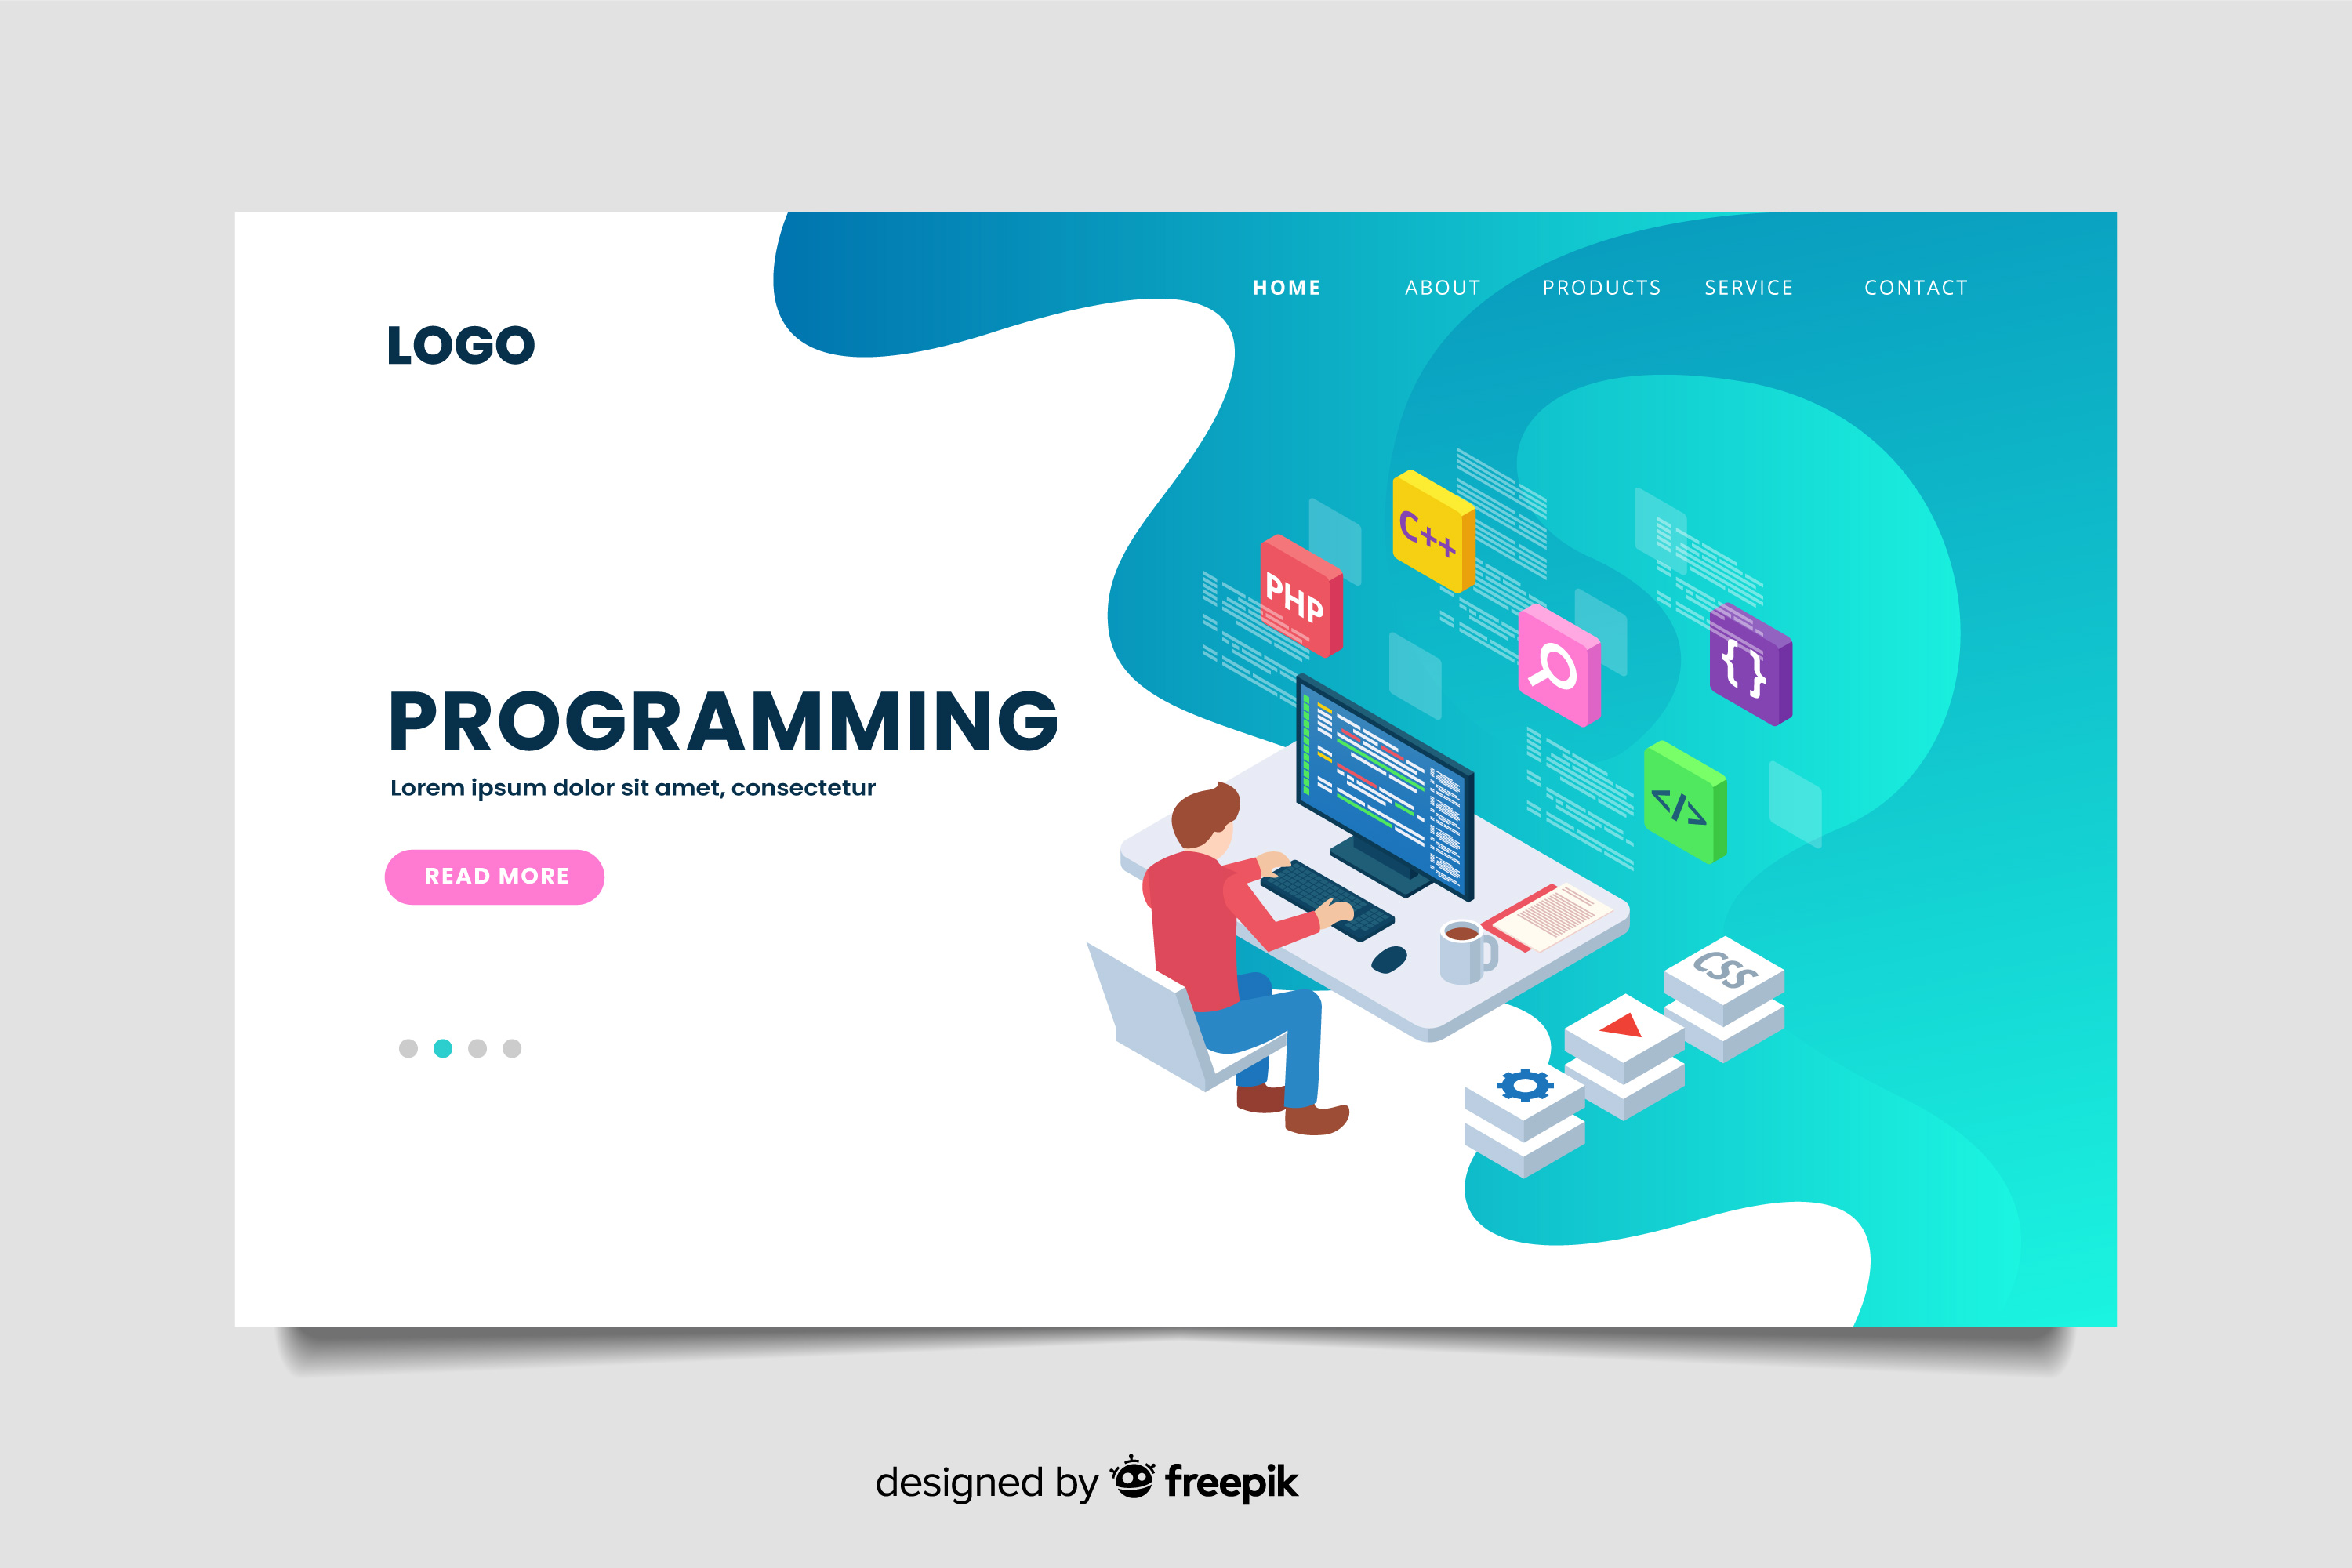 HOME ABOUT PRODUCTS SERVICE CONTACT
LOGO
C++
PHP
{}
</>
PROGRAMMING
Lorem ipsum dolor sit amet, consectetur
READ MORE
CSS
designed by freepik